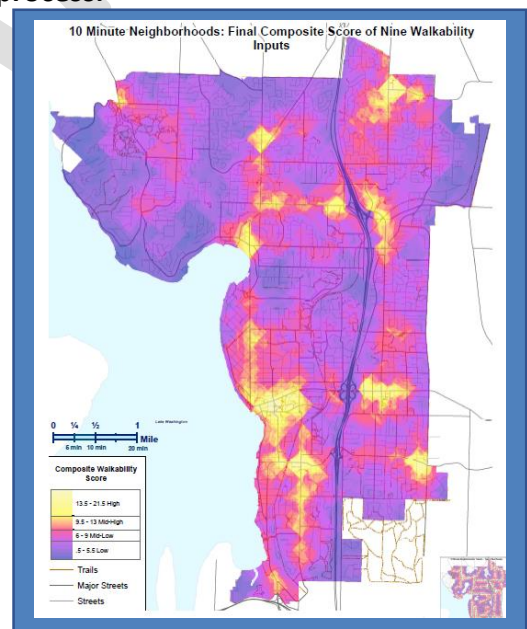 process.
10 Minute Neighborhoods: Final Composite Score of Nine Walkability
Inputs
Lake Washington
0 ¼ ½ 1
Mile
5 min 10 min 20 min
Composite Walkability
Score
13.5 - 21.5 High
9.5 - 13 Mid-High
6 - 9 Mid-Low
.5 - 5.5 Low
Trails
Major Streets
Streets